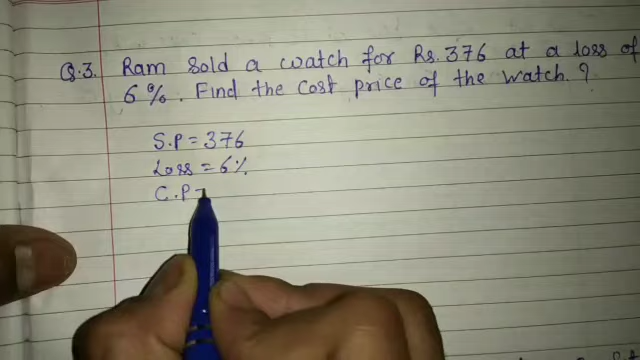 Q.3. Ram sold a watch for Rs. 376 at a loss of
6%. Find the cost price of the watch ?
S.P = 376
Loss = 6%
C.P =